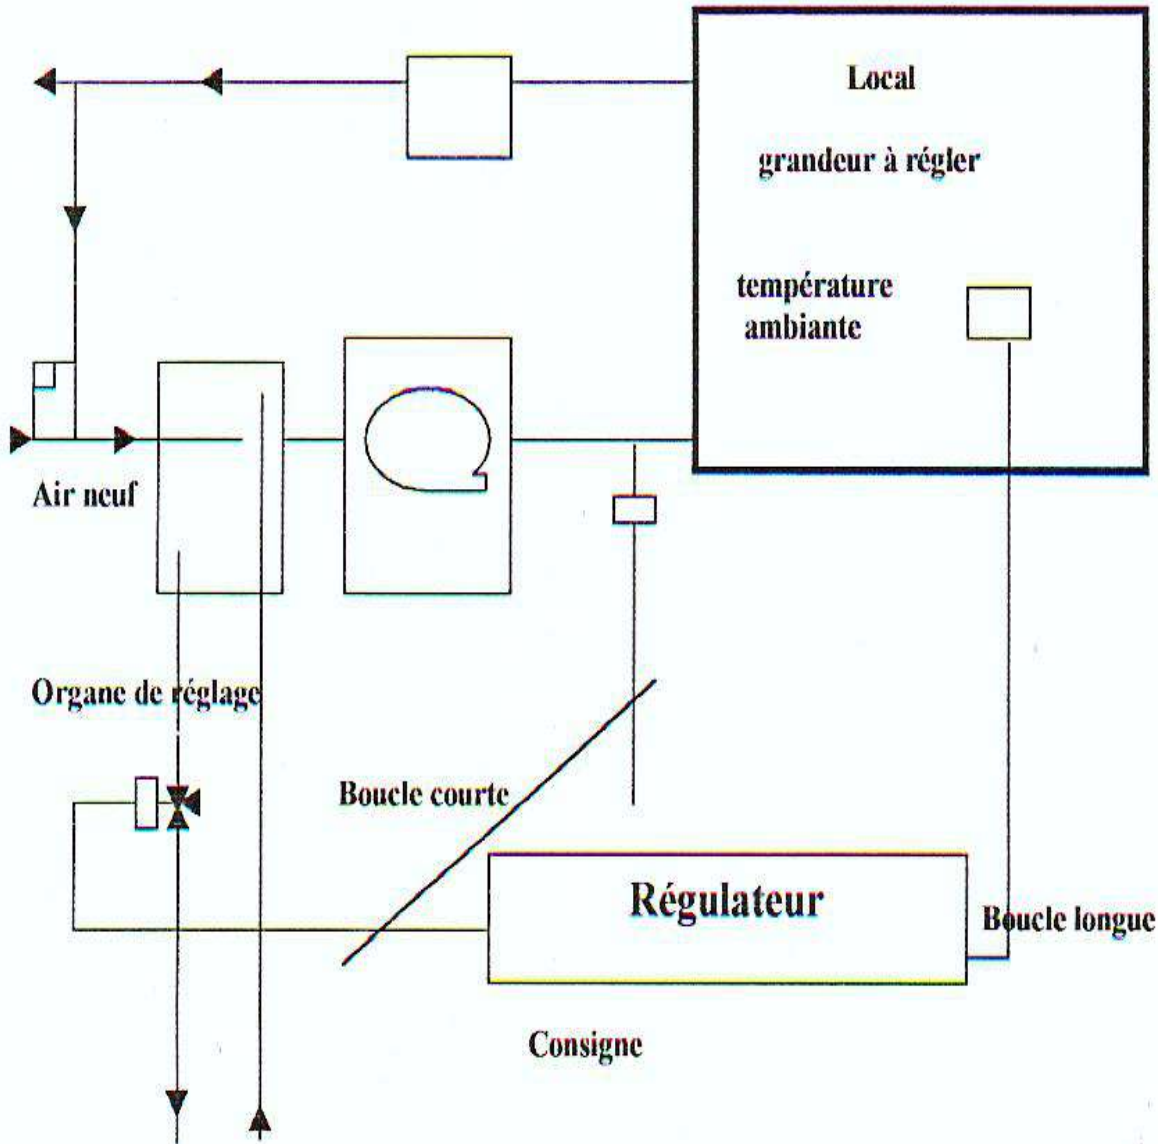 Local
grandeur à régler
température
ambiante
Air neuf
Organe de réglage
Boucle courte
Régulateur
Boucle longue
Consigne